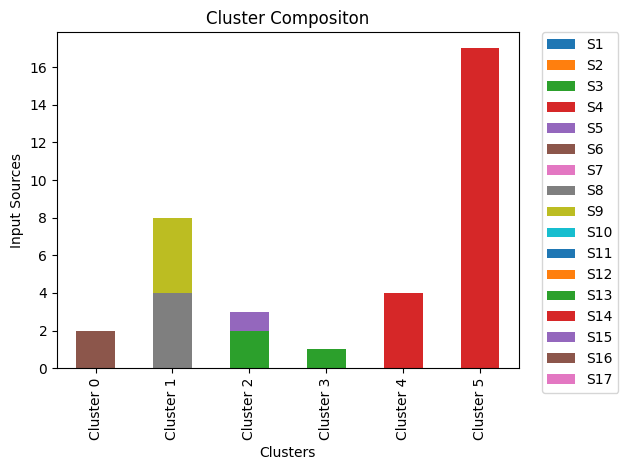 Cluster Compositon
Input Sources
16
14
12
10
8
6
4
2
0
Cluster 0
Cluster 1
Cluster 2
Cluster 3
Cluster 4
Cluster 5
Clusters
S1
S2
S3
S4
S5
S6
S7
S8
S9
S10
S11
S12
S13
S14
S15
S16
S17